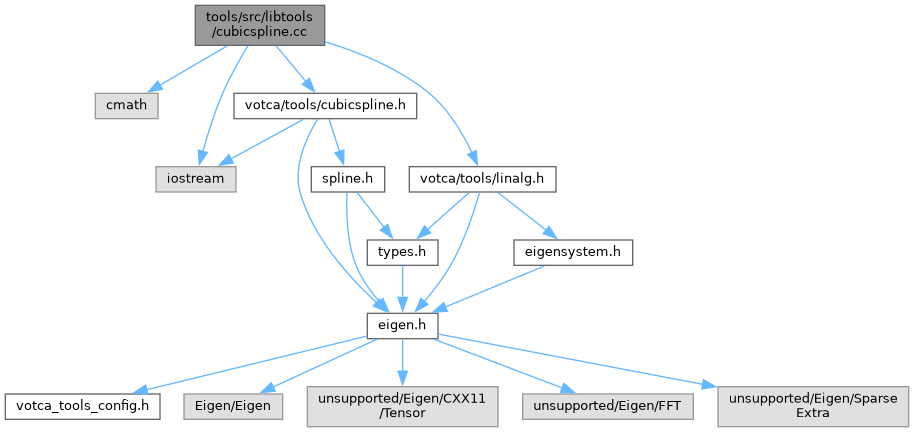 tools/src/libtools
/cubicspline.cc
cmath
votca/tools/cubicspline.h
iostream
spline.h
votca/tools/linalg.h
types.h
eigensystem.h
eigen.h
votca_tools_config.h
Eigen/Eigen
unsupported/Eigen/CXX11
/Tensor
unsupported/Eigen/FFT
unsupported/Eigen/Sparse
Extra